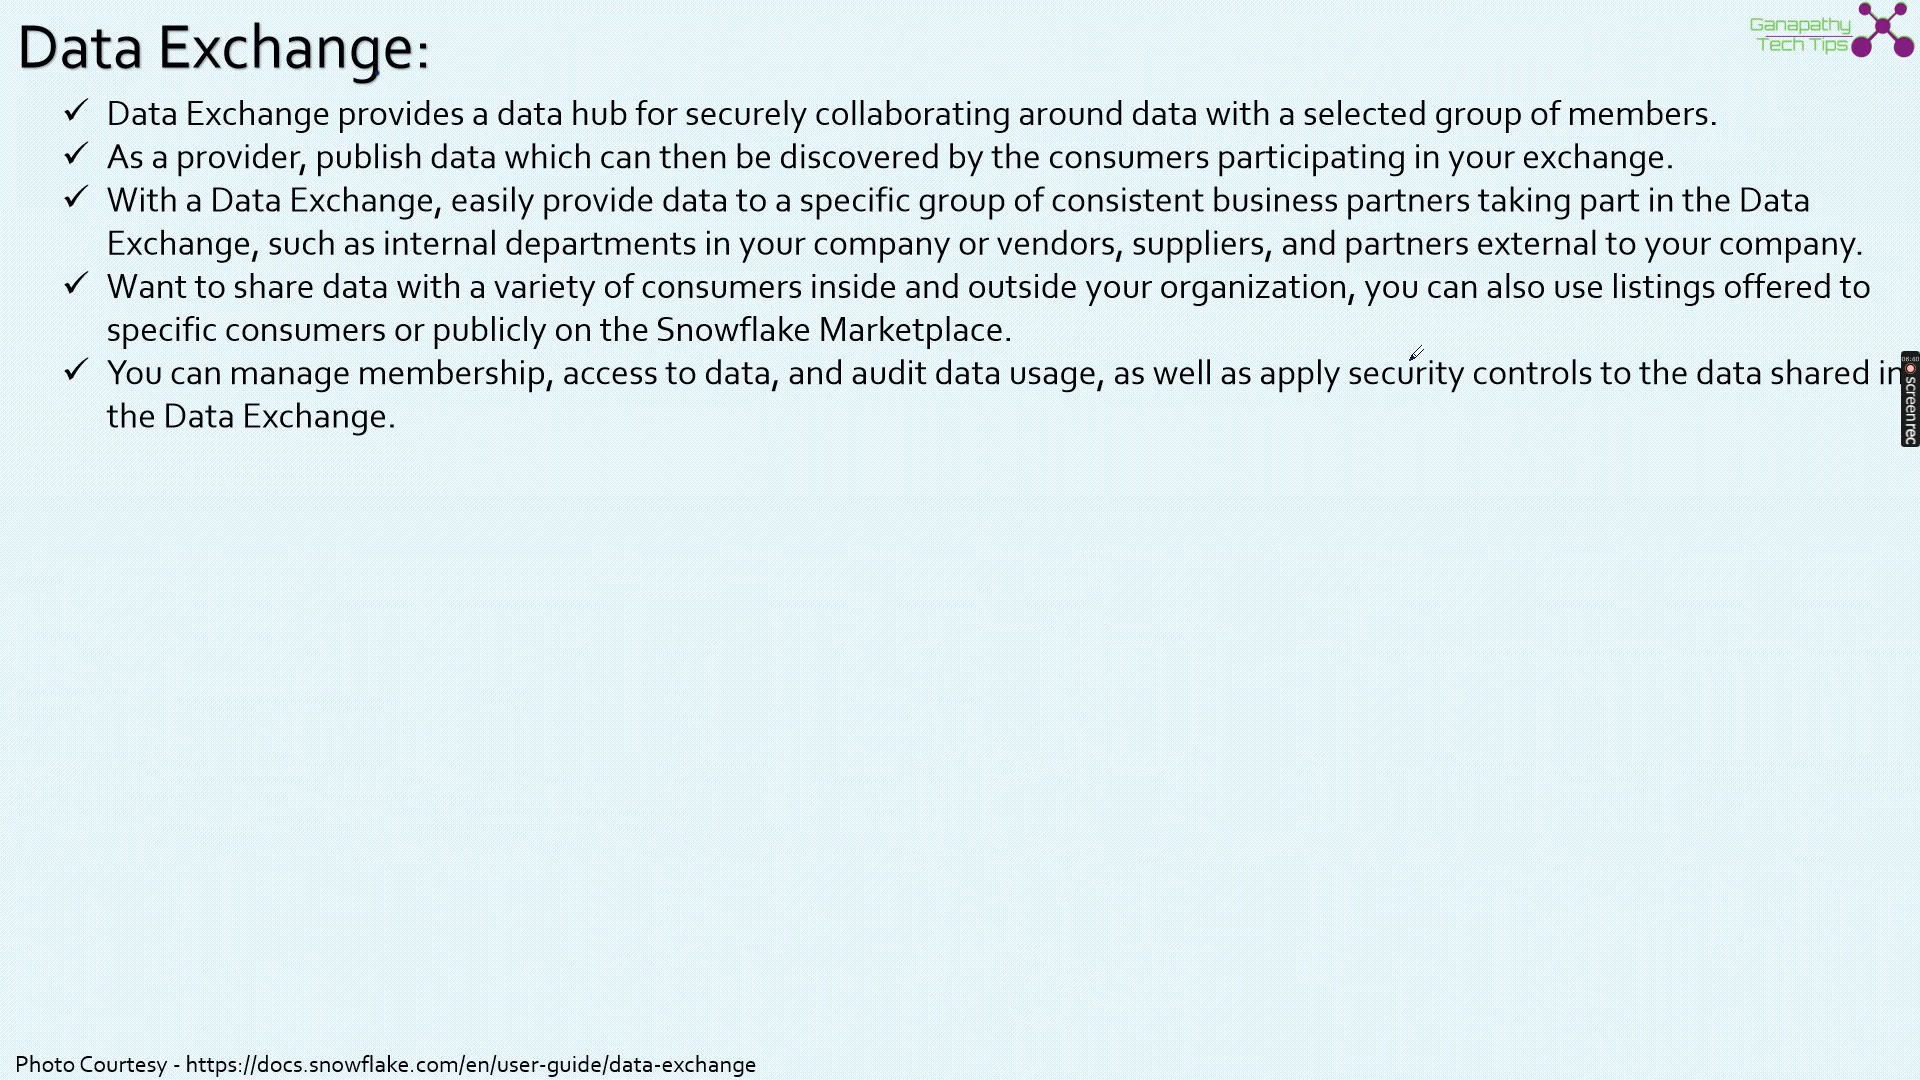 Data Exchange:
Ganapathy
Tech Tips
✓ Data Exchange provides a data hub for securely collaborating around data with a selected group of members.
✓ As a provider, publish data which can then be discovered by the consumers participating in your exchange.
✓ With a Data Exchange, easily provide data to a specific group of consistent business partners taking part in the Data
Exchange, such as internal departments in your company or vendors, suppliers, and partners external to your company.
✓ Want to share data with a variety of consumers inside and outside your organization, you can also use listings offered to
specific consumers or publicly on the Snowflake Marketplace.
✓ You can manage membership, access to data, and audit data usage, as well as apply security controls to the data shared in
the Data Exchange.
screenrec
Photo Courtesy - https://docs.snowflake.com/en/user-guide/data-exchange